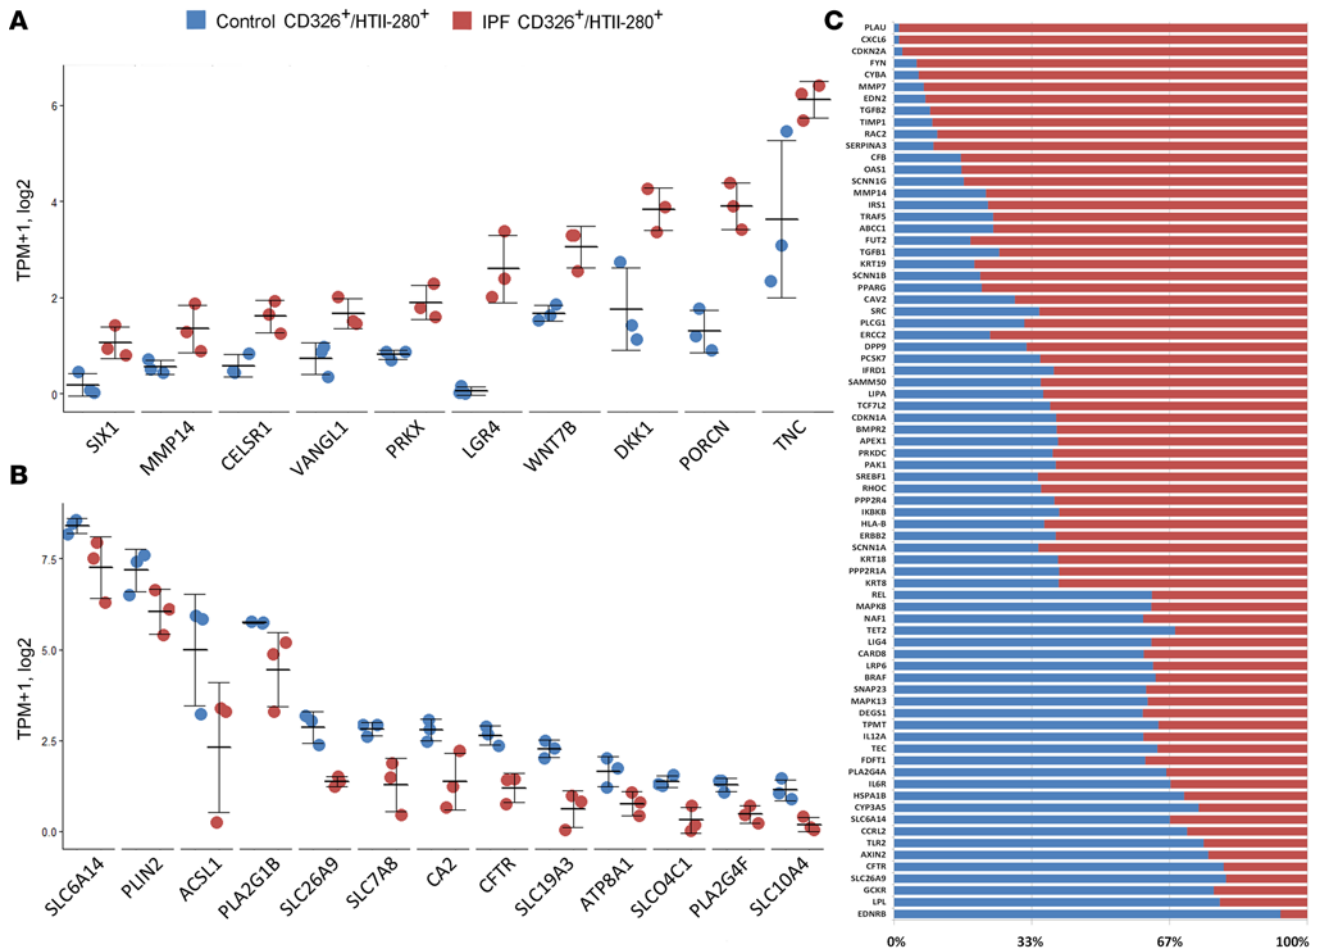 A
Control CD326+/HTII-280+
IPF CD326+/HTII-280+
TPM+1, log2
6
4
2
0
SIX1
MMP14
CELSR1
VANGL1
PRKX
LGR4
WNT7B
DKK1
PORCN
TNC
B
TPM+1, log2
7.5
5.0
2.5
0.0
SLC6A14
PLIN2
ACSL1
PLA2G1B
SLC26A9
SLC7A8
CA2
CFTR
SLC19A3
ATP8A1
SLCO4C1
PLA2G4F
SLC10A4
C
PLAU
CXCL6
CDKN2A
FYN
CYBA
MMP7
EDN2
TGFB2
TIMP1
RAC2
SERPINA3
CFB
OAS1
SCNN1G
MMP14
IRS1
TRAF5
ABCC1
FUT2
TGFB1
KRT19
SCNN1B
PPARG
CAV2
SRC
PLCG1
ERCC2
DPP9
PCSK7
IFRD1
SAMM50
LIPA
TCF7L2
CDKN1A
BMPR2
APEX1
PRKDC
PAK1
SREBF1
RHOC
PPP2R4
IKBKB
HLA-B
ERBB2
SCNN1A
KRT18
PPP2R1A
KRT8
REL
MAPK8
NAF1
TET2
LIG4
CARD8
LRP6
BRAF
SNAP23
MAPK13
DEGS1
TPMT
IL12A
TEC
FDFT1
PLA2G4A
IL6R
HSPA1B
CYP3A5
SLC6A14
CCRL2
TLR2
AXIN2
CFTR
SLC26A9
GCKR
LPL
EDNRB
0%
33%
67%
100%